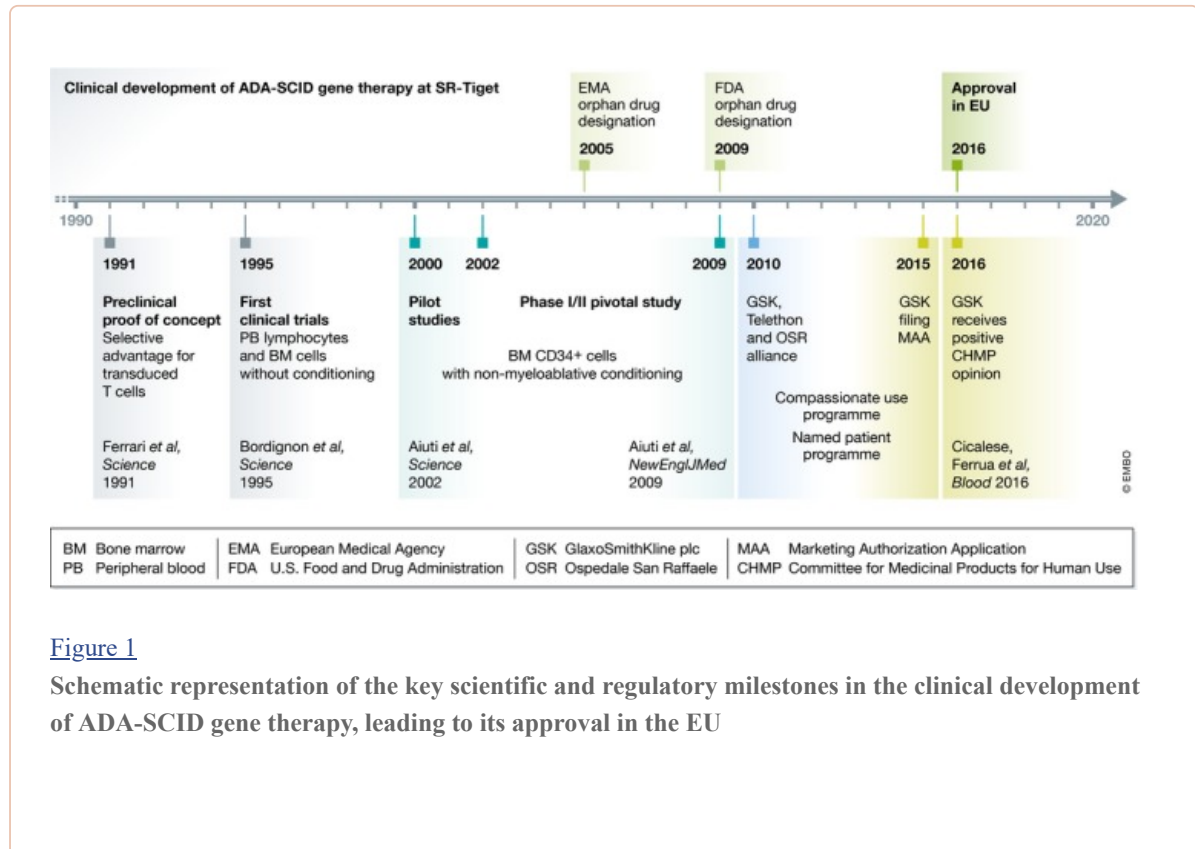 Clinical development of ADA-SCID gene therapy at SR-Tiget
EMA
orphan drug
designation
2005
FDA
orphan drug
designation
2009
Approval
in EU
2016
1990
2020
1991
Preclinical
proof of concept
Selective
advantage for
transduced
T cells
Ferrari et al,
Science
1991
1995
First
clinical trials
PB lymphocytes
and BM cells
without conditioning
Bordignon et al,
Science
1995
2000
Pilot
studies
2002
Phase I/II pivotal study
2009
BM CD34+ cells
with non-myeloablative conditioning
Aiuti et al,
Science
2002
Aiuti et al,
NewEnglJMed
2009
2010
GSK,
Telethon
and OSR
alliance
2015
GSK
filing
MAA
Compassionate use
programme
Named patient
programme
2016
GSK
receives
positive
CHMP
opinion
Cicalese,
Ferrua et al,
Blood 2016
© EMBO
BM Bone marrow
PB Peripheral blood
EMA European Medical Agency
FDA U.S. Food and Drug Administration
GSK GlaxoSmithKline plc
OSR Ospedale San Raffaele
MAA Marketing Authorization Application
CHMP Committee for Medicinal Products for Human Use
Figure 1
Schematic representation of the key scientific and regulatory milestones in the clinical development
of ADA-SCID gene therapy, leading to its approval in the EU